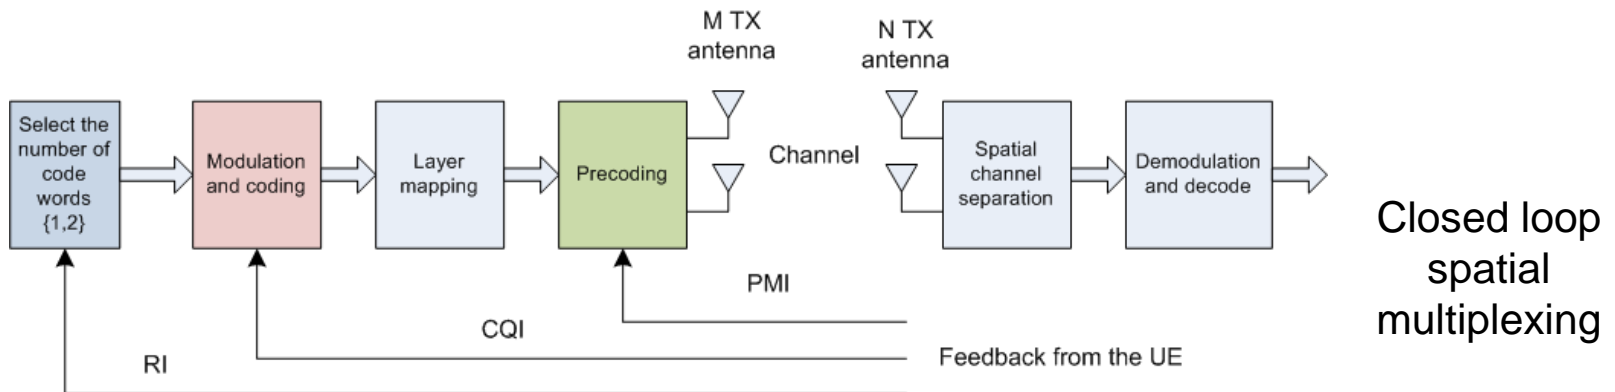 M TX
antenna
N TX
antenna
Select the
number of
code
words
{1,2}
Modulation
and coding
Layer
mapping
Precoding
Channel
Spatial
channel
separation
Demodulation
and decode
Closed loop
spatial
multiplexing
PMI
CQI
RI
Feedback from the UE